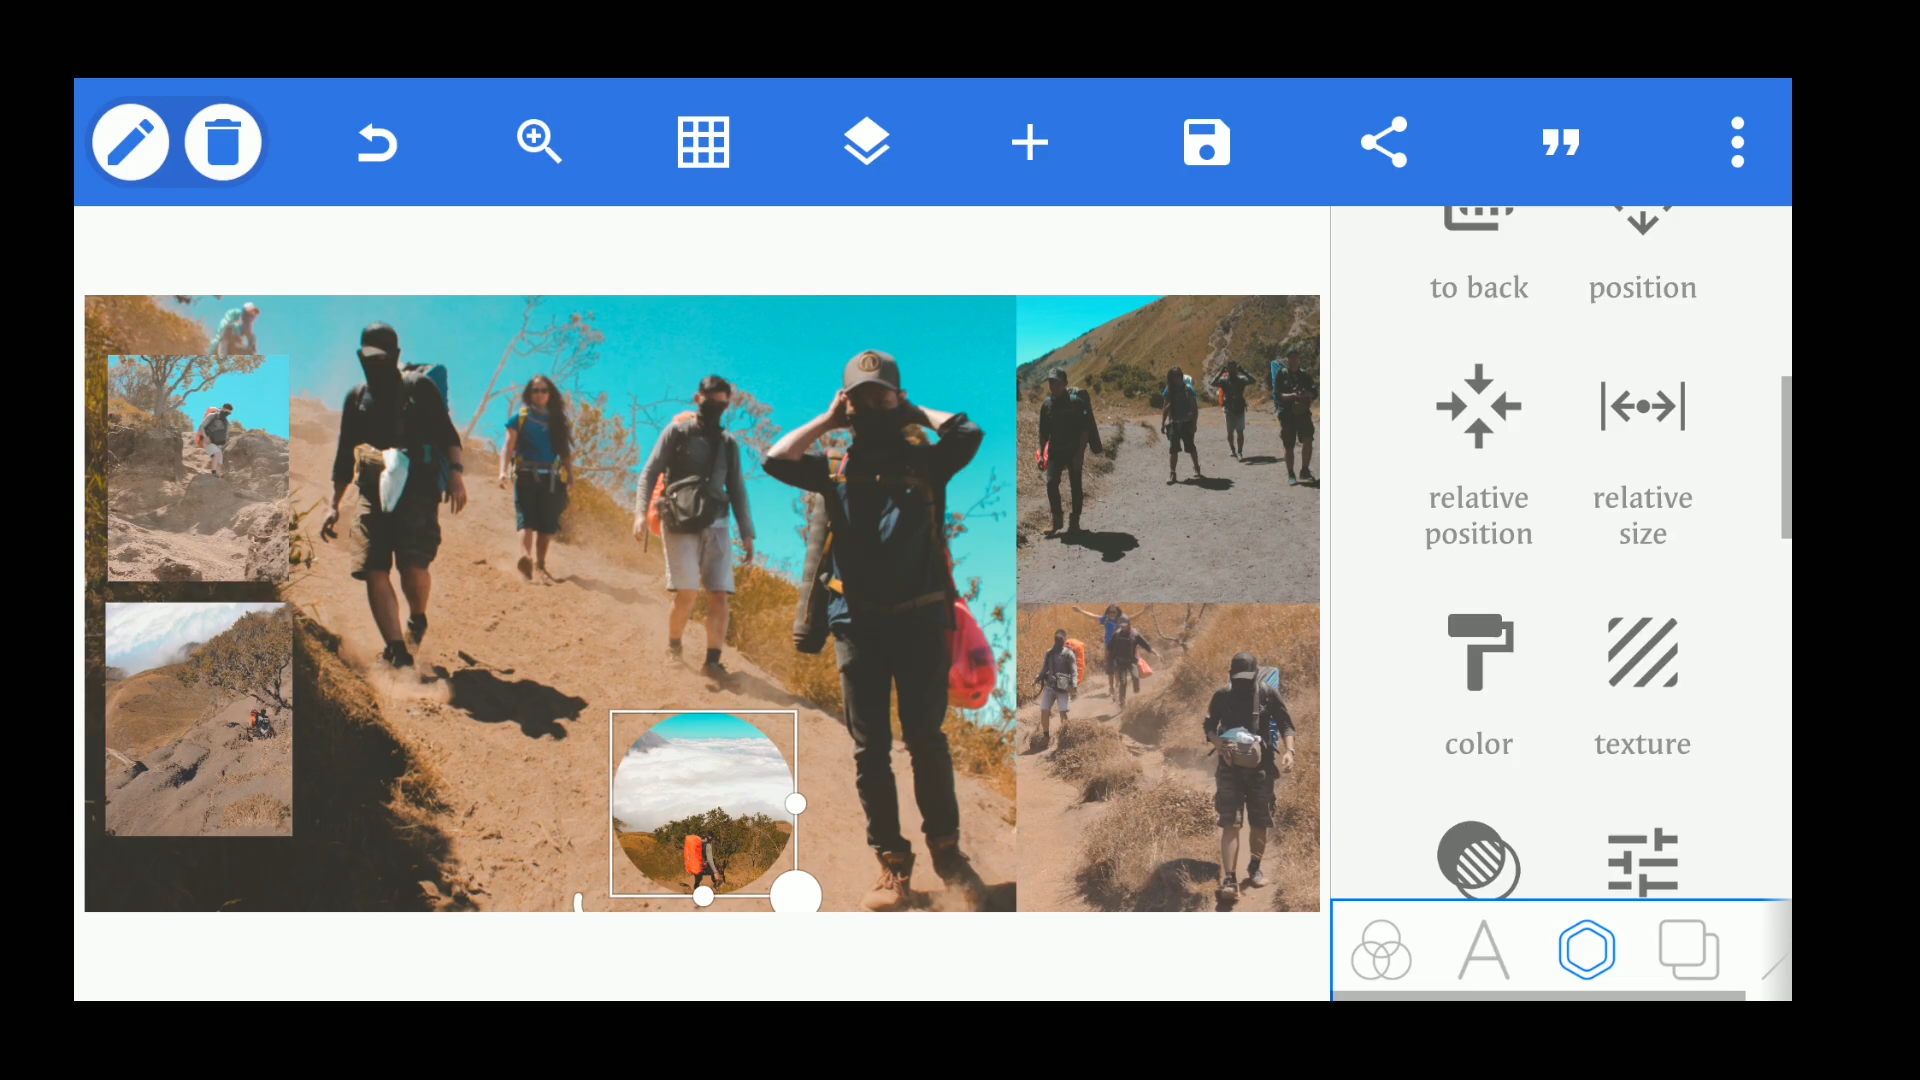 to back
position
relative
position
relative
size
color
texture